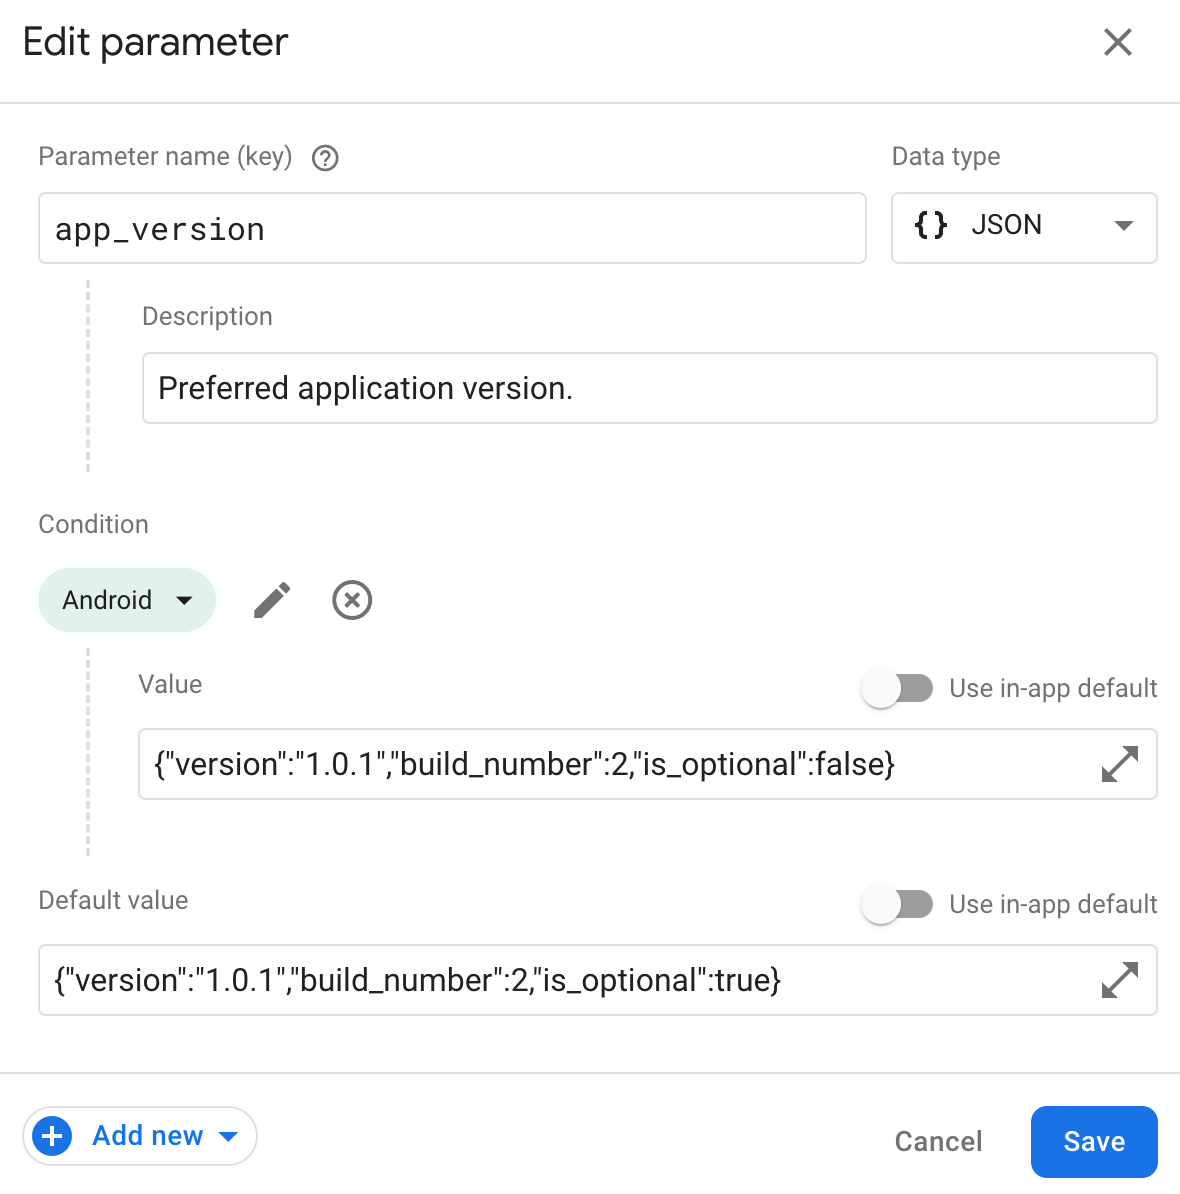 Edit parameter
Parameter name (key)
Data type
app_version
{} JSON
Description
Preferred application version.
Condition
Android
Value
Use in-app default
{"version":"1.0.1","build_number":2,"is_optional":false}
Default value
Use in-app default
{"version":"1.0.1","build_number":2,"is_optional":true}
Add new
Cancel
Save